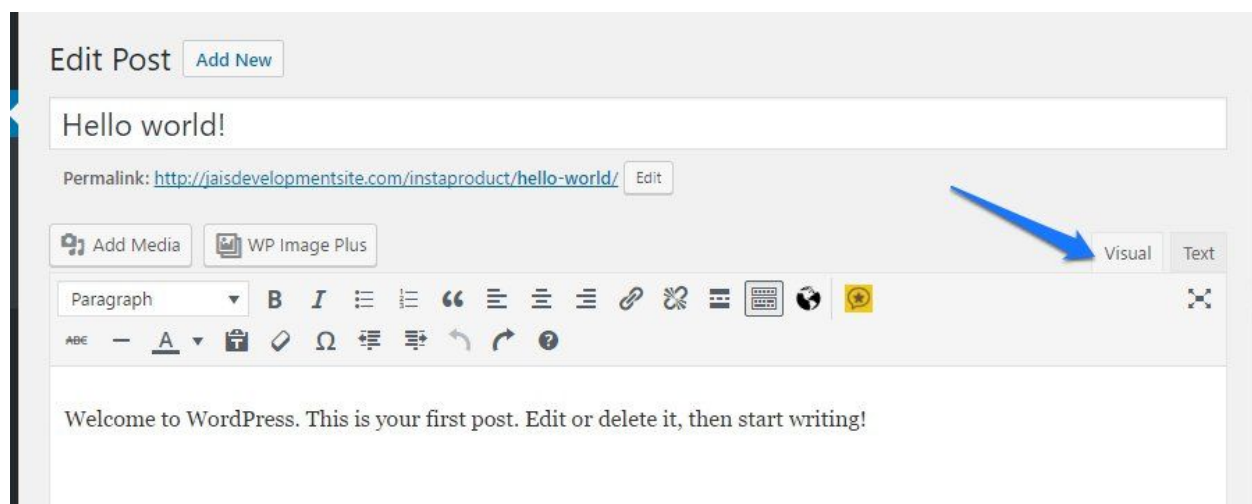 Edit Post Add New
Hello world!
Permalink: http://jaisdevelopmentsite.com/instaproduct/hello-world/ Edit
Add Media WP Image Plus Visual Text
Paragraph B I “ 
ABC A T Ω ?
Welcome to WordPress. This is your first post. Edit or delete it, then start writing!